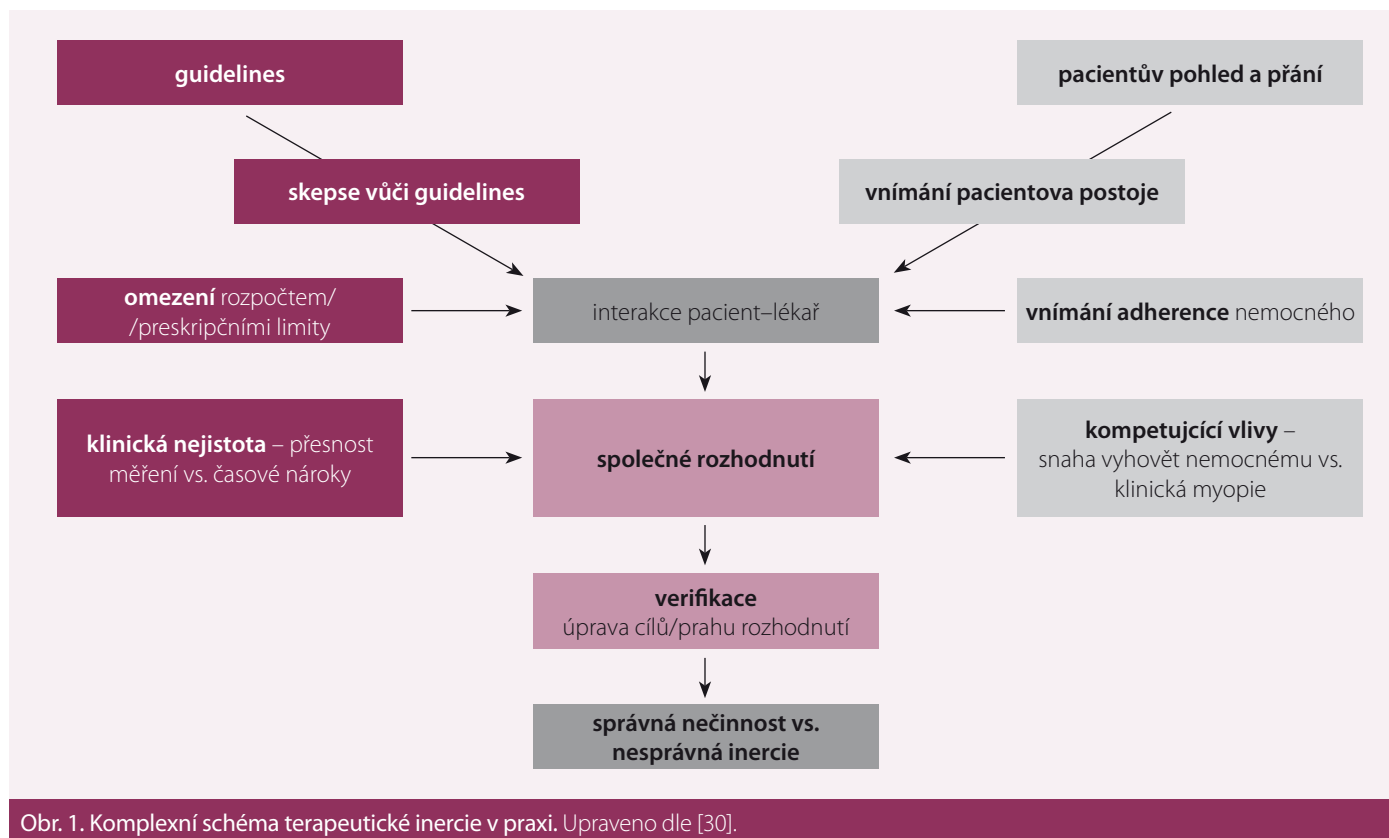 guidelines
pacientův pohled a přání
skepse vůči guidelines
vnímání pacientova postoje
omezení rozpočtem/
/preskripčními limity
interakce pacient–lékař
vnímání adherence nemocného
klinická nejistota – přesnost
měření vs. časové nároky
společné rozhodnutí
kompetujcící vlivy –
snaha vyhovět nemocnému vs.
klinická myopie
verifikace
úprava cílů/prahu rozhodnutí
správná nečinnost vs.
nesprávná inercie
Obr. 1. Komplexní schéma terapeutické inercie v praxi. Upraveno dle [30].